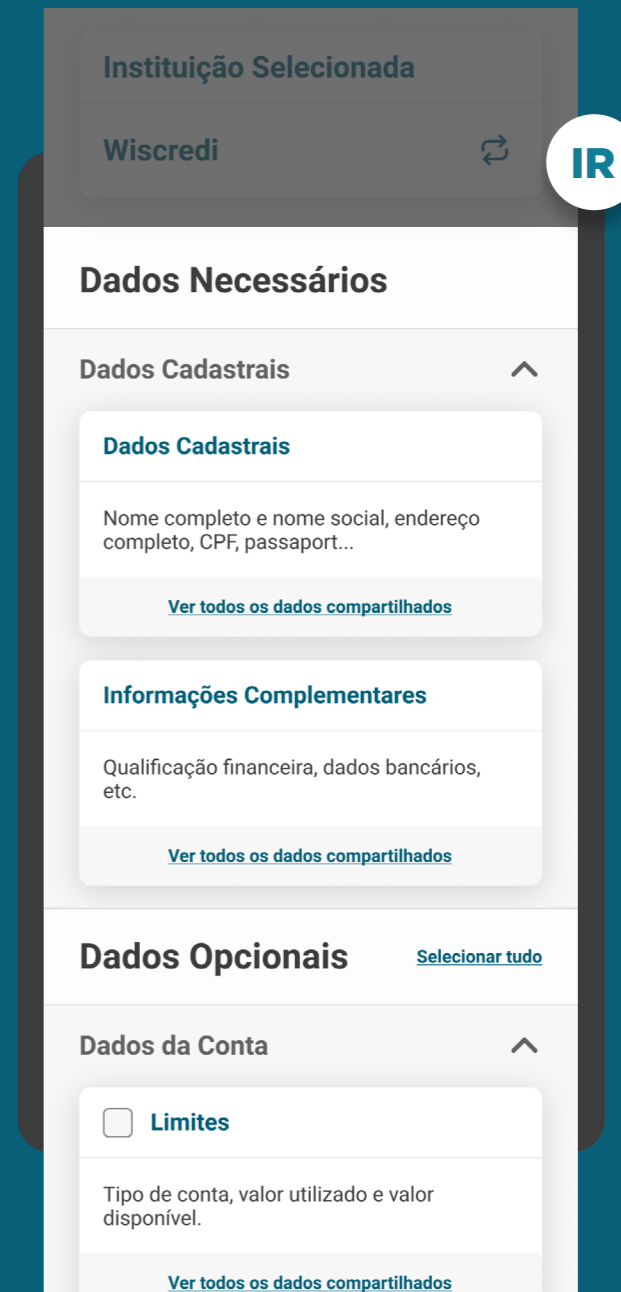 Instituição Selecionada
Wiscredi
IR
Dados Necessários
Dados Cadastrais
Dados Cadastrais
Nome completo e nome social, endereço
completo, CPF, passaport...
Ver todos os dados compartilhados
Informações Complementares
Qualificação financeira, dados bancários,
etc.
Ver todos os dados compartilhados
Dados Opcionais
Selecionar tudo
Dados da Conta
Limites
Tipo de conta, valor utilizado e valor
disponível.
Ver todos os dados compartilhados